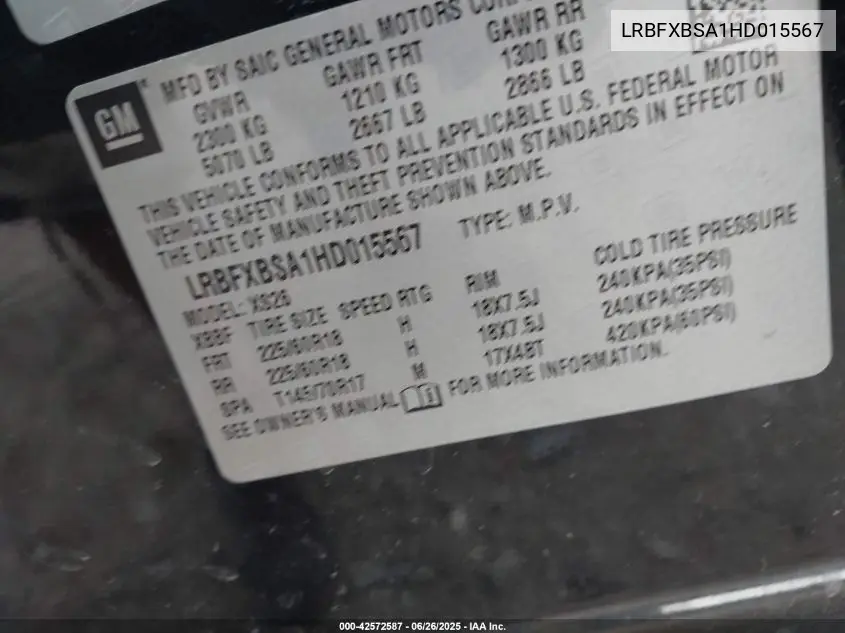 LRBFXBSA1HD015567
MFD BY SAIC GENERAL MOTORS
GM
GVWR GAWR FRT GAWR RR
2300 KG 1210 KG 1300 KG
5070 LB 2667 LB 2866 LB
THIS VEHICLE CONFORMS TO ALL APPLICABLE U.S. FEDERAL MOTOR
VEHICLE SAFETY AND THEFT PREVENTION STANDARDS IN EFFECT ON
THE DATE OF MANUFACTURE SHOWN ABOVE.
LRBFXBSA1HD015567 TYPE: M.P.V.
MODEL: XS26
XBBF TIRE SIZE SPEED RTG RIM COLD TIRE PRESSURE
FRT 225/60R18 H 18X7.5J 240KPA(35PSI)
RR 225/60R18 H 18X7.5J 240KPA(35PSI)
SPA T145/70R17 M 17X4BT 420KPA(60PSI)
SEE OWNER'S MANUAL FOR MORE INFORMATION.
000-42572587 - 06/26/2025 - IAA Inc.